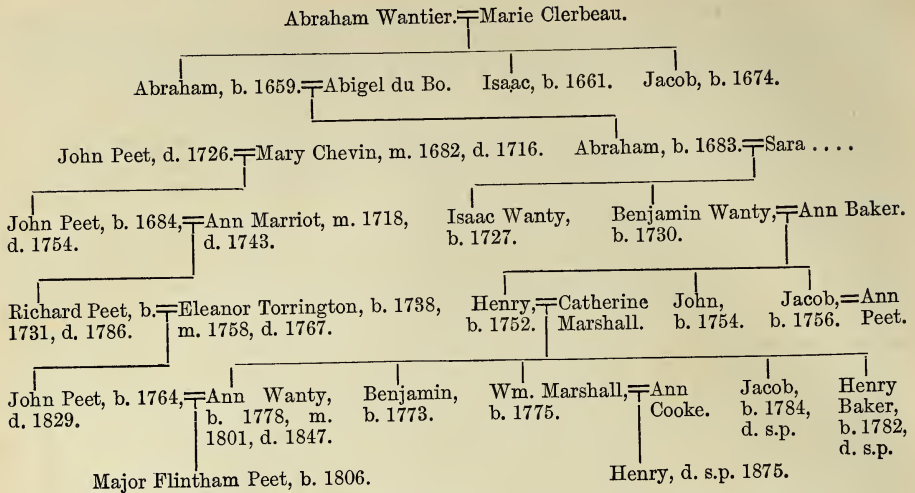 Abraham Wantier.=Marie Clerbeau.
Abraham, b. 1659.=Abigel du Bo. Isaac, b. 1661. Jacob, b. 1674.
John Peet, d. 1726.=Mary Chevin, m. 1682, d. 1716. Abraham, b. 1683.=Sara ....
John Peet, b. 1684,=Ann Marriot, m. 1718,
d. 1754. d. 1743.
Isaac Wanty,
b. 1727.
Benjamin Wanty,=Ann Baker.
b. 1730.
Richard Peet, b.=Eleanor Torrington, b. 1738,
1731, d. 1786. m. 1758, d. 1767.
Henry,=Catherine
b. 1752. Marshall.
John,
b. 1754.
Jacob,=Ann
b. 1756. Peet.
John Peet, b. 1764,=Ann Wanty,
d. 1829. b. 1778, m.
1801, d. 1847.
Benjamin,
b. 1773.
Wm. Marshall,=Ann
b. 1775. Cooke.
Jacob,
b. 1784,
d. s.p.
Henry
Baker,
b. 1782,
d. s.p.
Major Flintham Peet, b. 1806. Henry, d. s.p. 1875.